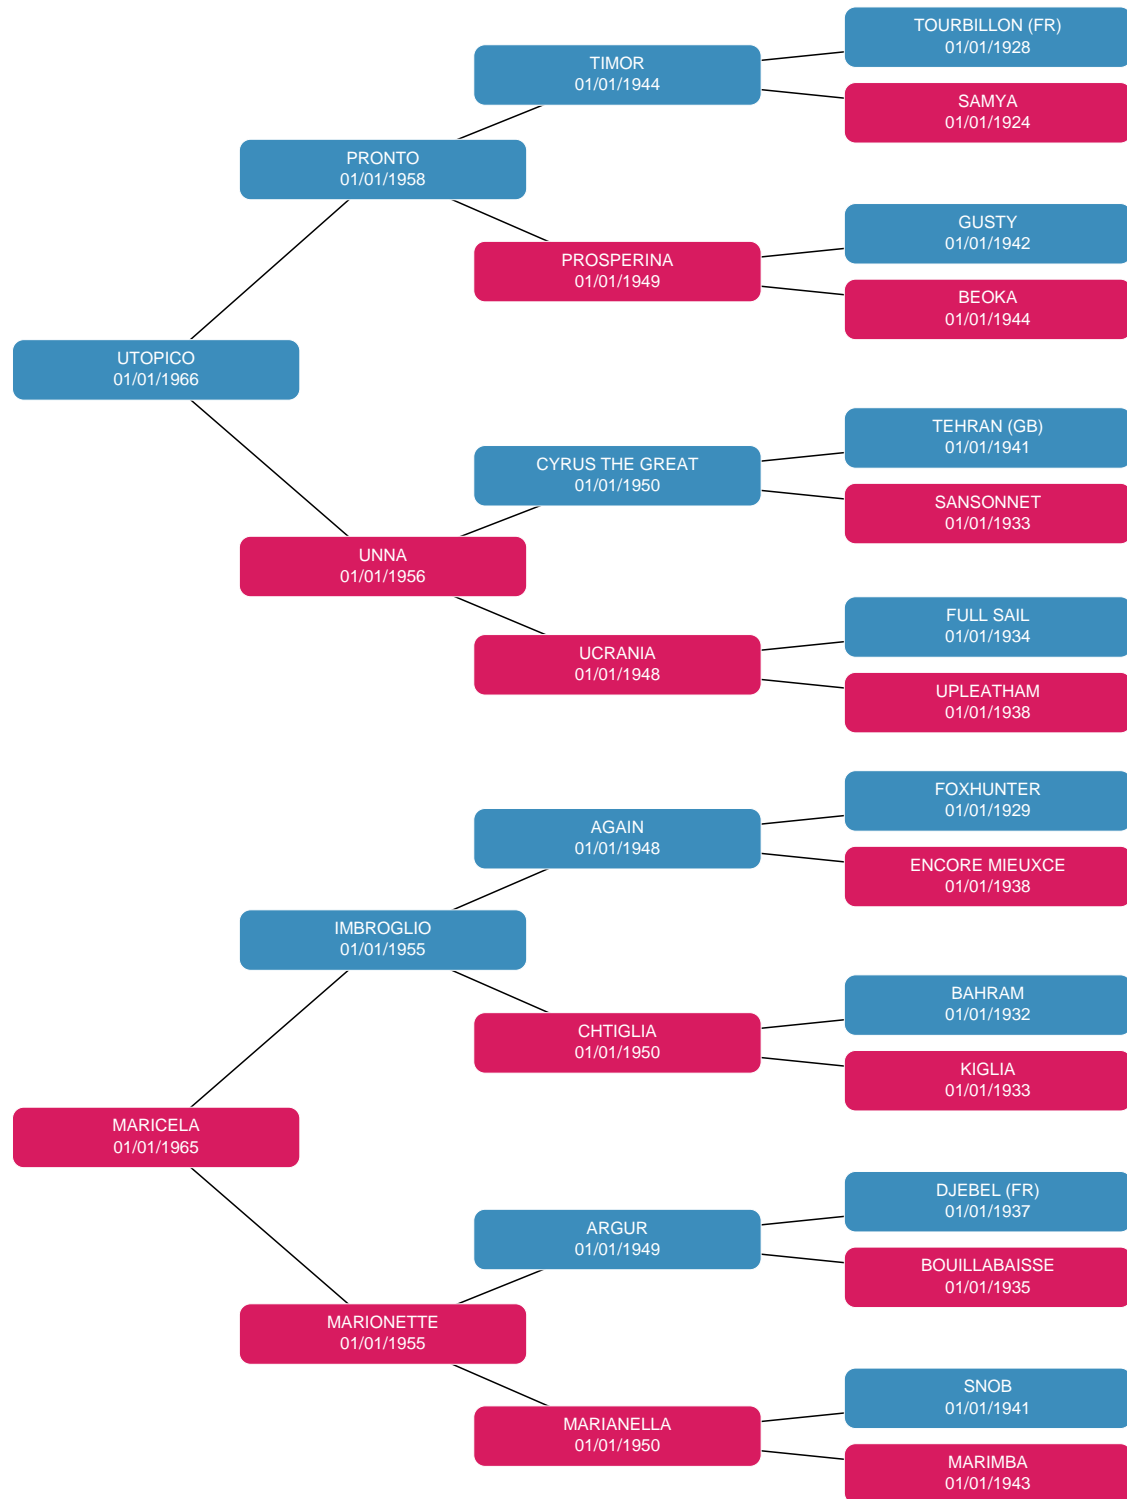 TOURBILLON (FR)
01/01/1928
TIMOR
01/01/1944
SAMYA
01/01/1924
PRONTO
01/01/1958
GUSTY
01/01/1942
PROSPERINA
01/01/1949
BEOKA
01/01/1944
UTOPICO
01/01/1966
TEHRAN (GB)
01/01/1941
CYRUS THE GREAT
01/01/1950
SANSONNET
01/01/1933
UNNA
01/01/1956
FULL SAIL
01/01/1934
UCRANIA
01/01/1948
UPLEATHAM
01/01/1938
FOXHUNTER
01/01/1929
AGAIN
01/01/1948
ENCORE MIEUXCE
01/01/1938
IMBROGLIO
01/01/1955
BAHRAM
01/01/1932
CHTIGLIA
01/01/1950
KIGLIA
01/01/1933
MARICELA
01/01/1965
DJEBEL (FR)
01/01/1937
ARGUR
01/01/1949
BOUILLABAISSE
01/01/1935
MARIONETTE
01/01/1955
SNOB
01/01/1941
MARIANELLA
01/01/1950
MARIMBA
01/01/1943